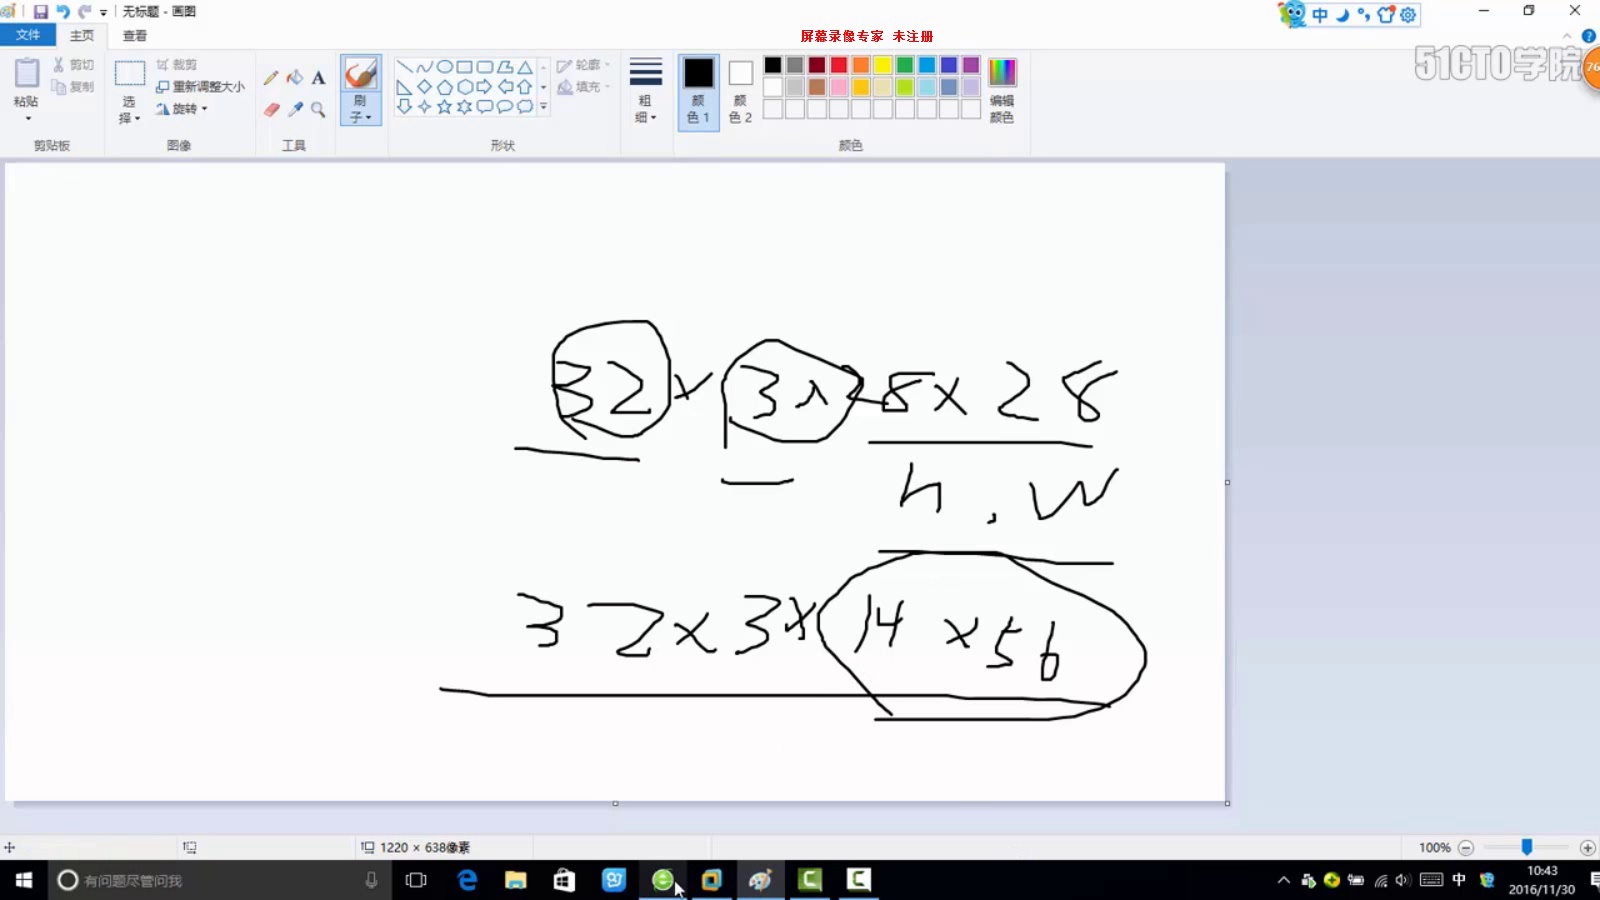 无标题 - 画图
中
屏幕录像专家 未注册
文件 主页 查看
51CTO学院
76
粘贴 剪切 复制
选择 裁剪 重新调整大小 旋转
A
刷子
轮廓 填充
粗细
颜色 1 颜色 2
编辑颜色
剪贴板 图像 工具 形状 颜色
32 x 3 x 28 x 28
h . w
32 x 3 x 14 x 56
1220 × 638像素
100%
有问题尽管问我
中
10:43
2016/11/30